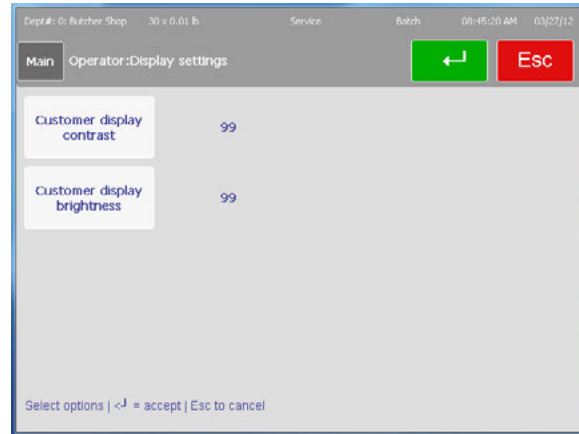 Dept#10: Butcher Shop 30 x 0.01 lb Service Batch 08:45:20 AM 03/27/12
Main Operator:Display settings Esc
Customer display
contrast
99
Customer display
brightness
99
Select options | <┘ = accept | Esc to cancel